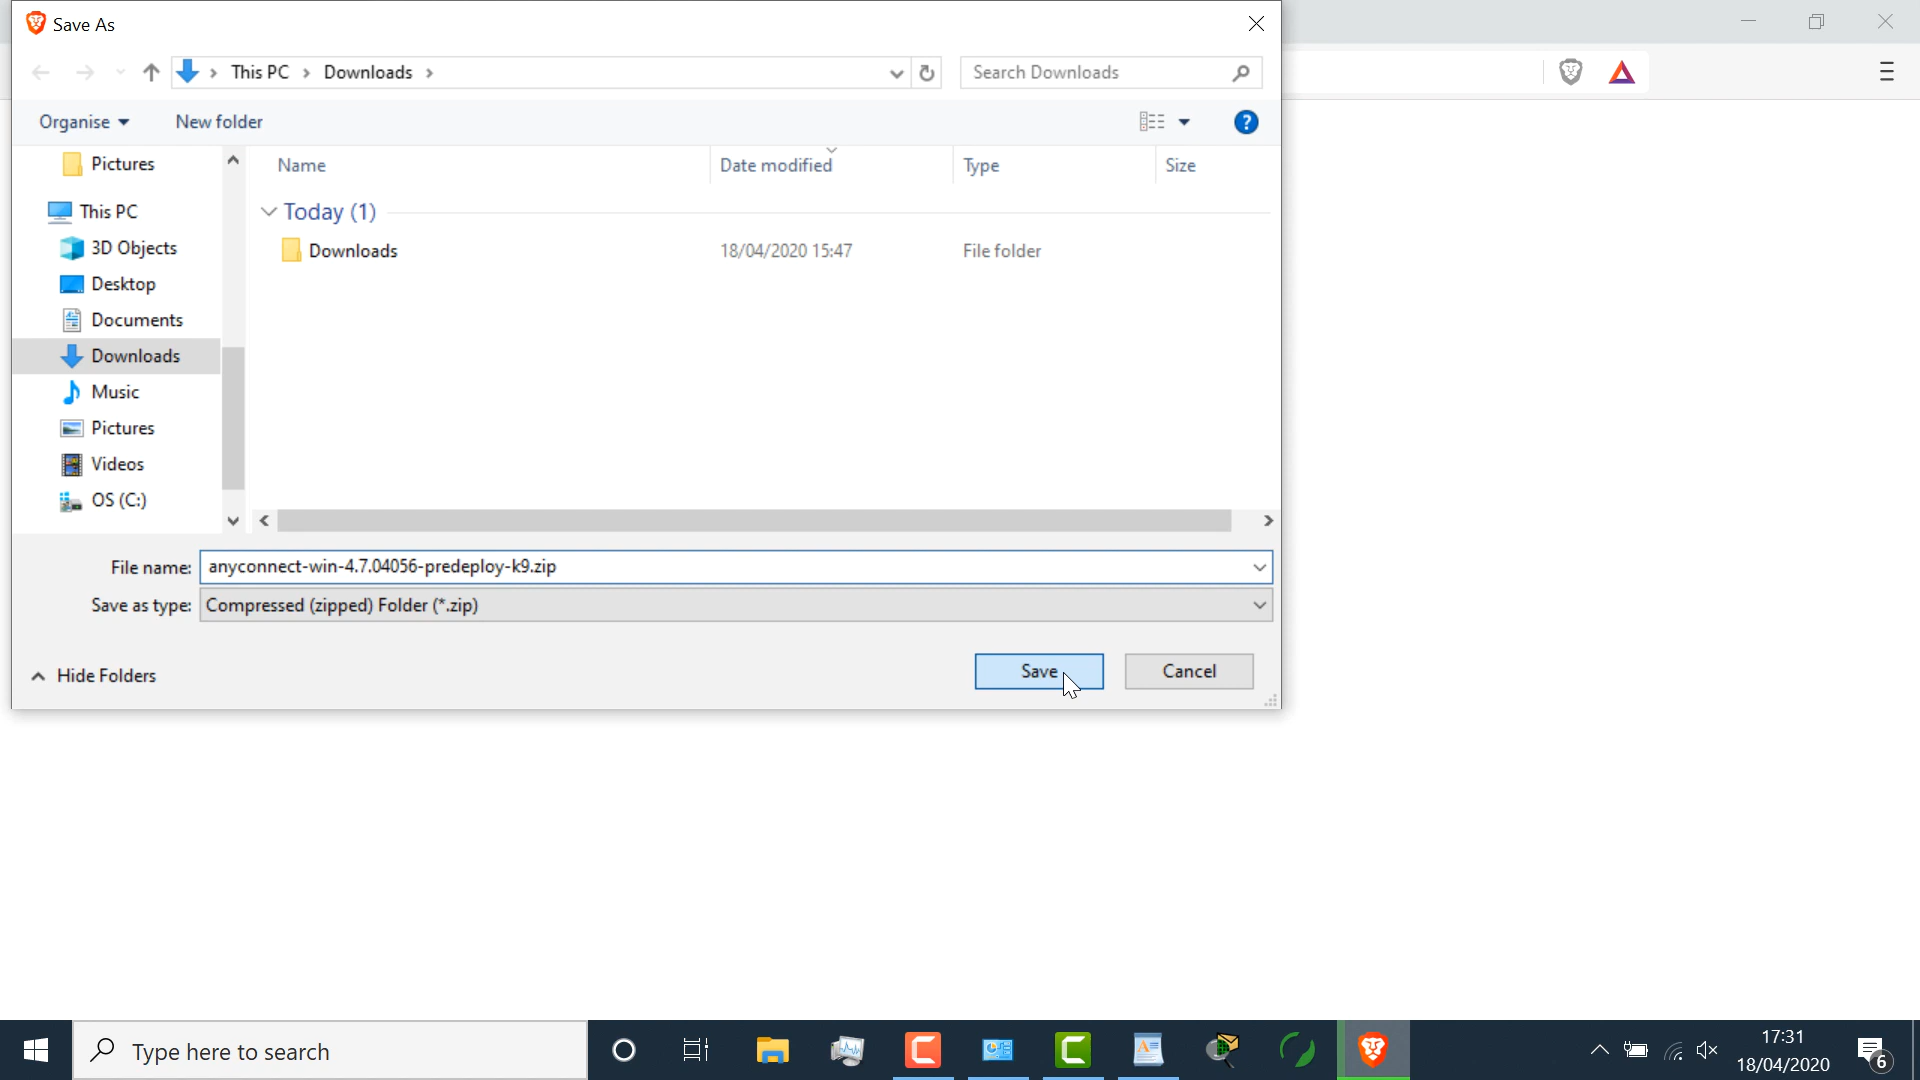 Save As
This PC > Downloads >
Search Downloads
Organise
New folder
?
Name
Date modified
Type
Size
Pictures
This PC
3D Objects
Desktop
Documents
Downloads
Music
Pictures
Videos
OS (C:)
Today (1)
Downloads
18/04/2020 15:47
File folder
File name: anyconnect-win-4.7.04056-predeploy-k9.zip
Save as type: Compressed (zipped) Folder (*.zip)
Hide Folders
Save
Cancel
Type here to search
17:31
18/04/2020
6